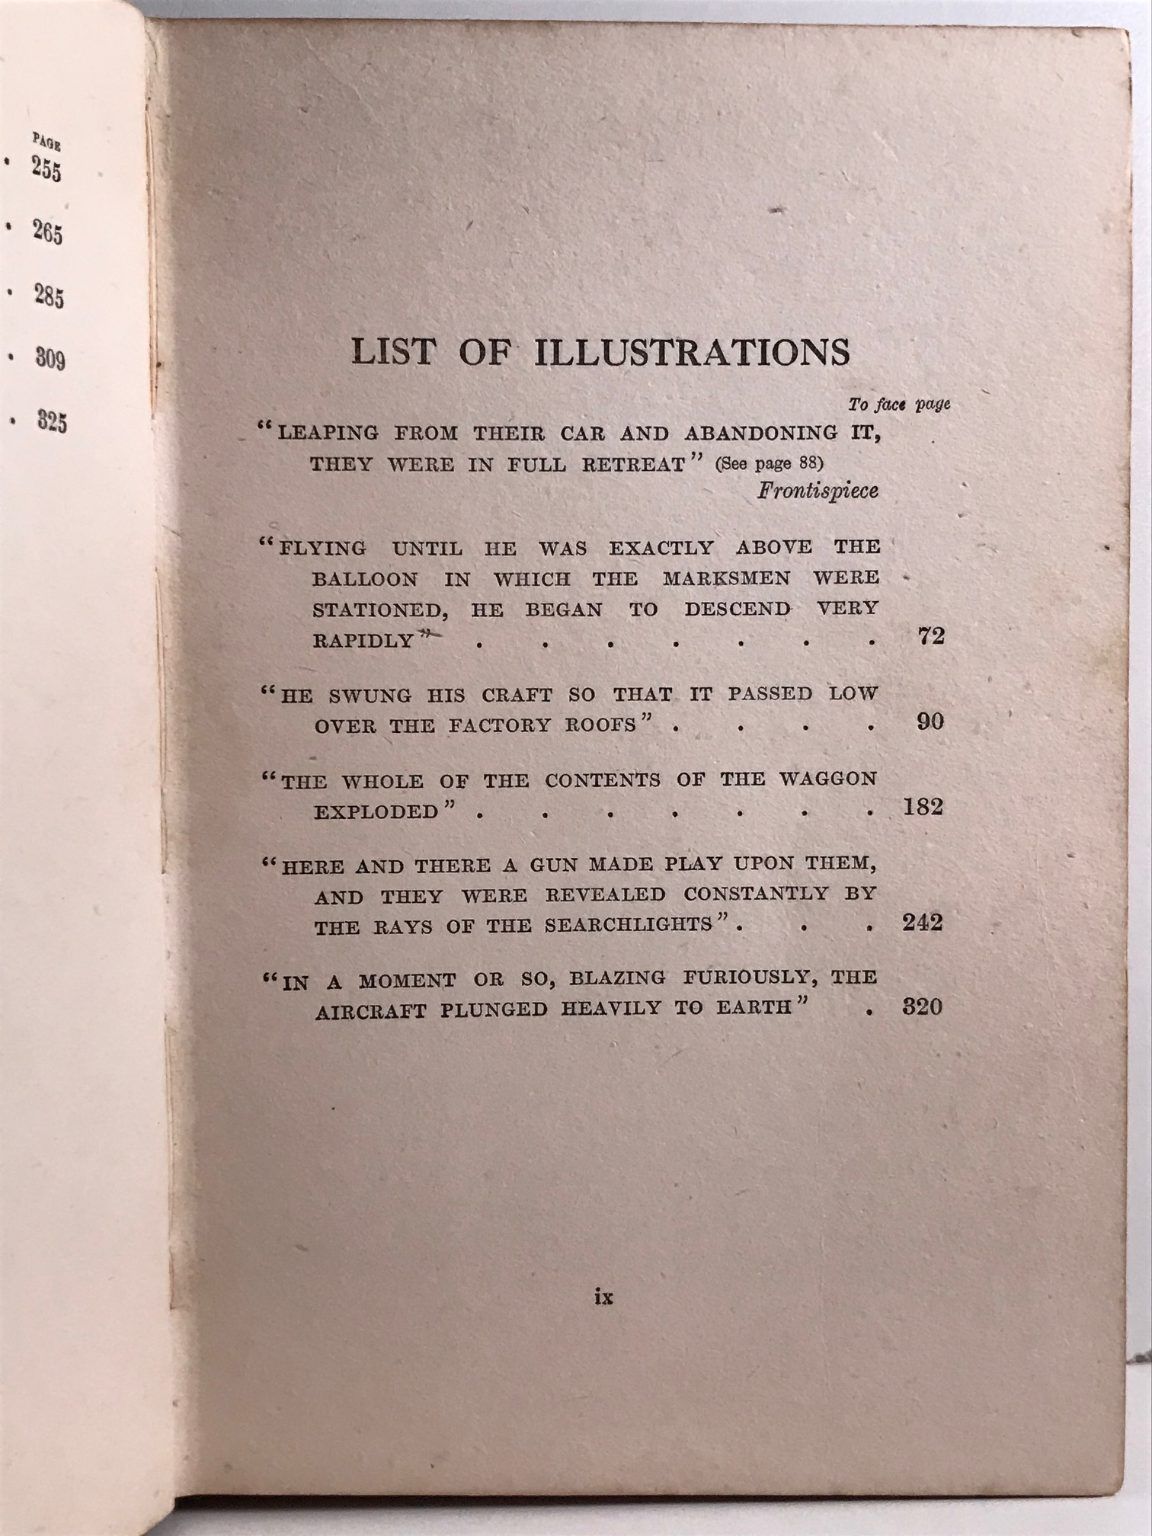 PAGE
. 255
. 265
. 285
. 309
. 325
LIST OF ILLUSTRATIONS
To face page
“LEAPING FROM THEIR CAR AND ABANDONING IT,
THEY WERE IN FULL RETREAT” (See page 88)
Frontispiece
“FLYING UNTIL HE WAS EXACTLY ABOVE THE
BALLOON IN WHICH THE MARKSMEN WERE
STATIONED, HE BEGAN TO DESCEND VERY
RAPIDLY” . . . . . . . 72
“HE SWUNG HIS CRAFT SO THAT IT PASSED LOW
OVER THE FACTORY ROOFS” . . . . 90
“THE WHOLE OF THE CONTENTS OF THE WAGGON
EXPLODED” . . . . . . . 182
“HERE AND THERE A GUN MADE PLAY UPON THEM,
AND THEY WERE REVEALED CONSTANTLY BY
THE RAYS OF THE SEARCHLIGHTS” . . . 242
“IN A MOMENT OR SO, BLAZING FURIOUSLY, THE
AIRCRAFT PLUNGED HEAVILY TO EARTH” . 320
ix